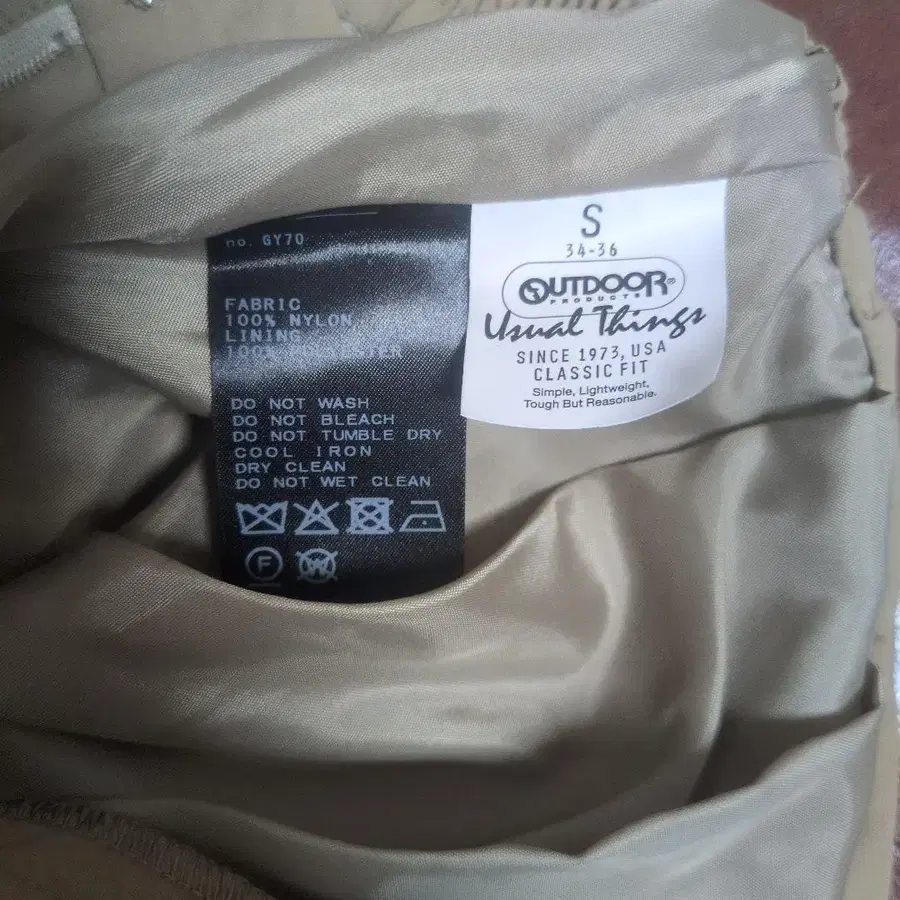 no. GY70
FABRIC
100% NYLON
LINING
100% POLYESTER
DO NOT WASH
DO NOT BLEACH
DO NOT TUMBLE DRY
COOL IRON
DRY CLEAN
DO NOT WET CLEAN
F
W
S
34-36
OUTDOOR®
PRODUCTS
Usual Things
SINCE 1973, USA
CLASSIC FIT
Simple, Lightweight,
Tough But Reasonable.